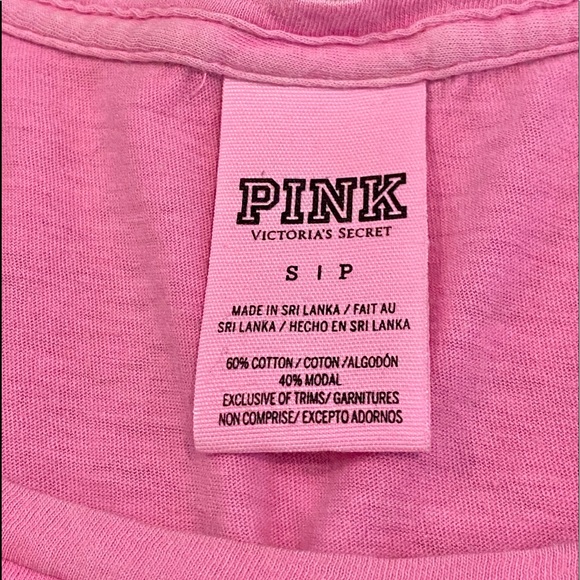 PINK
VICTORIA'S SECRET
S | P
MADE IN SRI LANKA / FAIT AU
SRI LANKA / HECHO EN SRI LANKA
60% COTTON / COTON / ALGODÓN
40% MODAL
EXCLUSIVE OF TRIMS/ GARNITURES
NON COMPRISE/ EXCEPTO ADORNOS